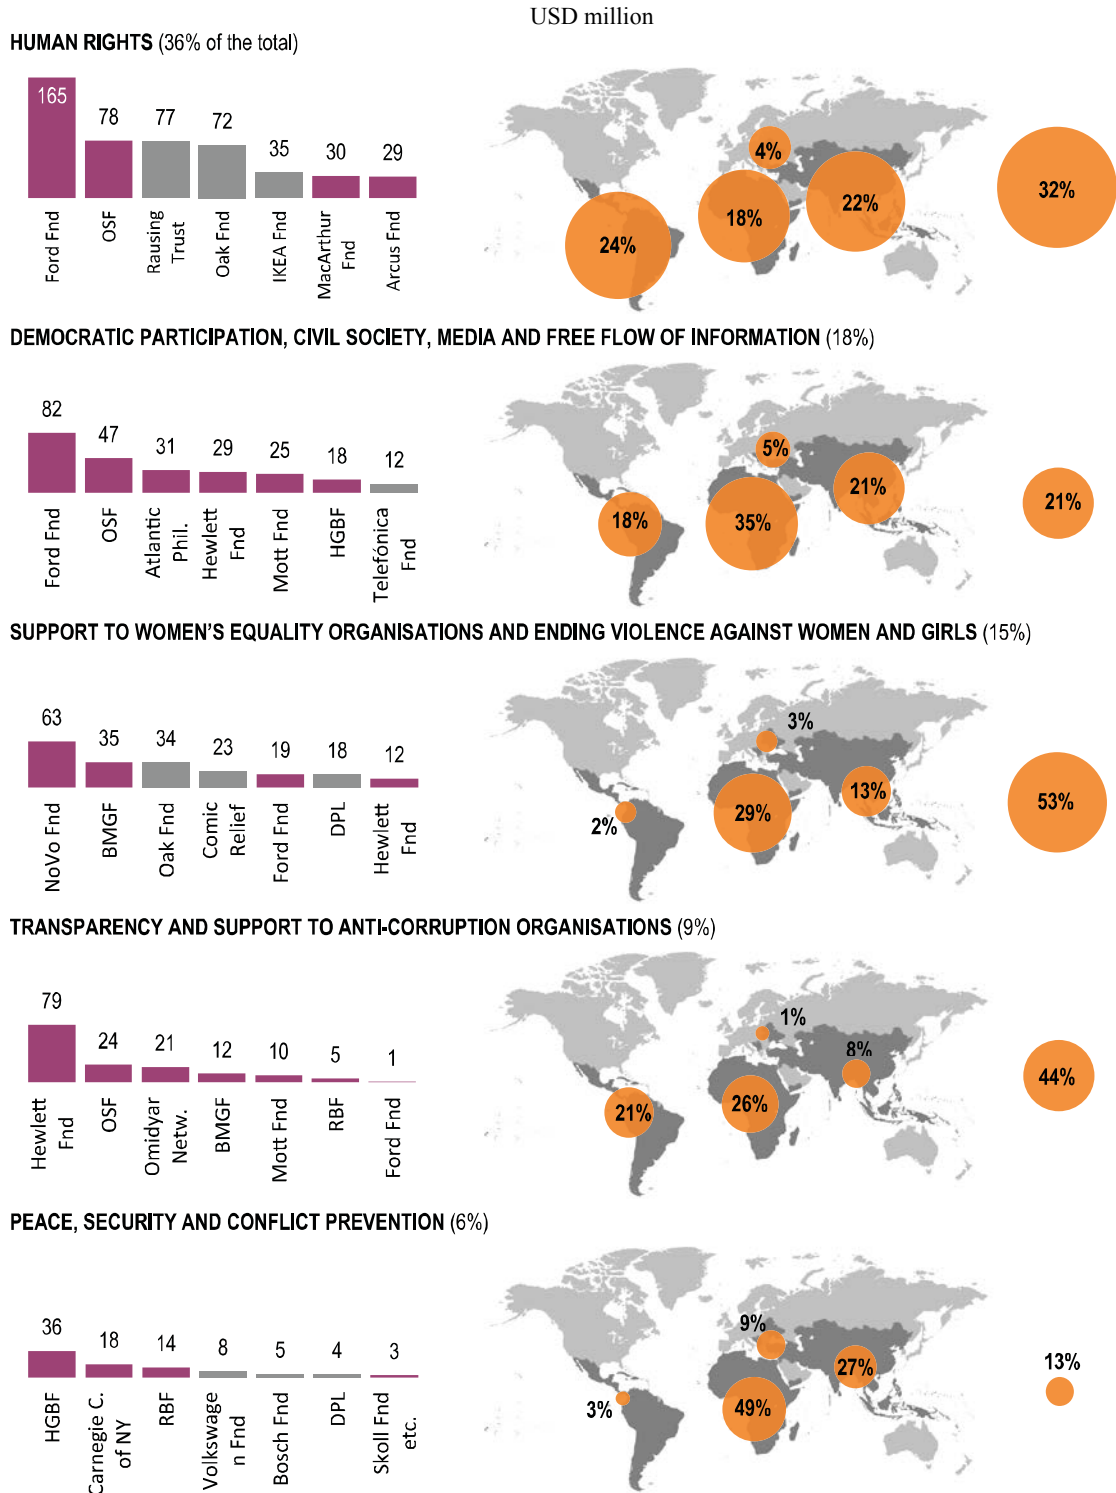 USD million
HUMAN RIGHTS (36% of the total)
165
78
77
72
35
30
29
Ford Fnd
OSF
Rausing
Trust
Oak Fnd
IKEA Fnd
MacArthur
Fnd
Arcus Fnd
24%
18%
4%
22%
32%
DEMOCRATIC PARTICIPATION, CIVIL SOCIETY, MEDIA AND FREE FLOW OF INFORMATION (18%)
82
47
31
29
25
18
12
Ford Fnd
OSF
Atlantic
Phil.
Hewlett
Fnd
Mott Fnd
HGBF
Telefónica
Fnd
18%
35%
5%
21%
21%
SUPPORT TO WOMEN'S EQUALITY ORGANISATIONS AND ENDING VIOLENCE AGAINST WOMEN AND GIRLS (15%)
63
35
34
23
19
18
12
NoVo Fnd
BMGF
Oak Fnd
Comic
Relief
Ford Fnd
DPL
Hewlett
Fnd
2%
29%
3%
13%
53%
TRANSPARENCY AND SUPPORT TO ANTI-CORRUPTION ORGANISATIONS (9%)
79
24
21
12
10
5
1
Hewlett
Fnd
OSF
Omidyar
Netw.
BMGF
Mott Fnd
RBF
Ford Fnd
21%
26%
1%
8%
44%
PEACE, SECURITY AND CONFLICT PREVENTION (6%)
36
18
14
8
5
4
3
HGBF
Carnegie C.
of NY
RBF
Volkswage
n Fnd
Bosch Fnd
DPL
Skoll Fnd
etc.
3%
49%
9%
27%
13%